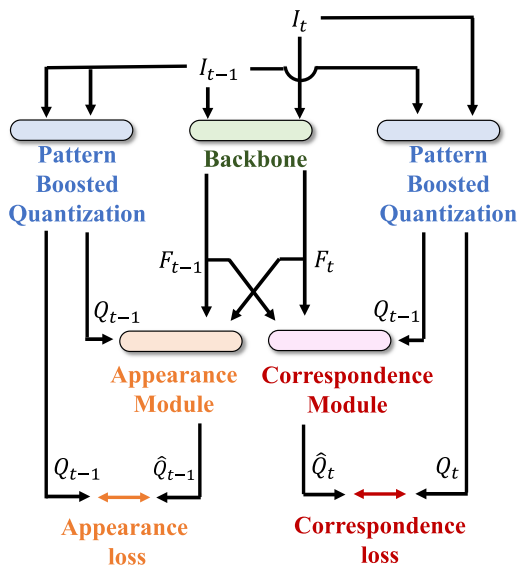 I_t
I_{t-1}
Pattern
Boosted
Quantization
Backbone
Pattern
Boosted
Quantization
F_{t-1}
F_t
Q_{t-1}
Q_{t-1}
Appearance
Module
Correspondence
Module
Q_{t-1}
Q̂_{t-1}
Q̂_t
Q_t
Appearance
loss
Correspondence
loss